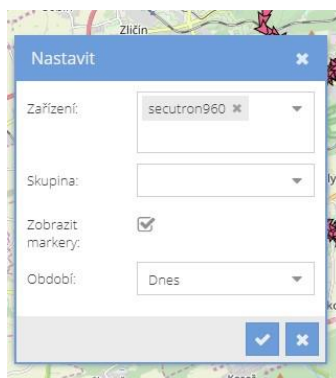 Zličín
Nastavit
Zařízení:
secutron960
Skupina:
Zobrazit
markery:
Období:
Dnes